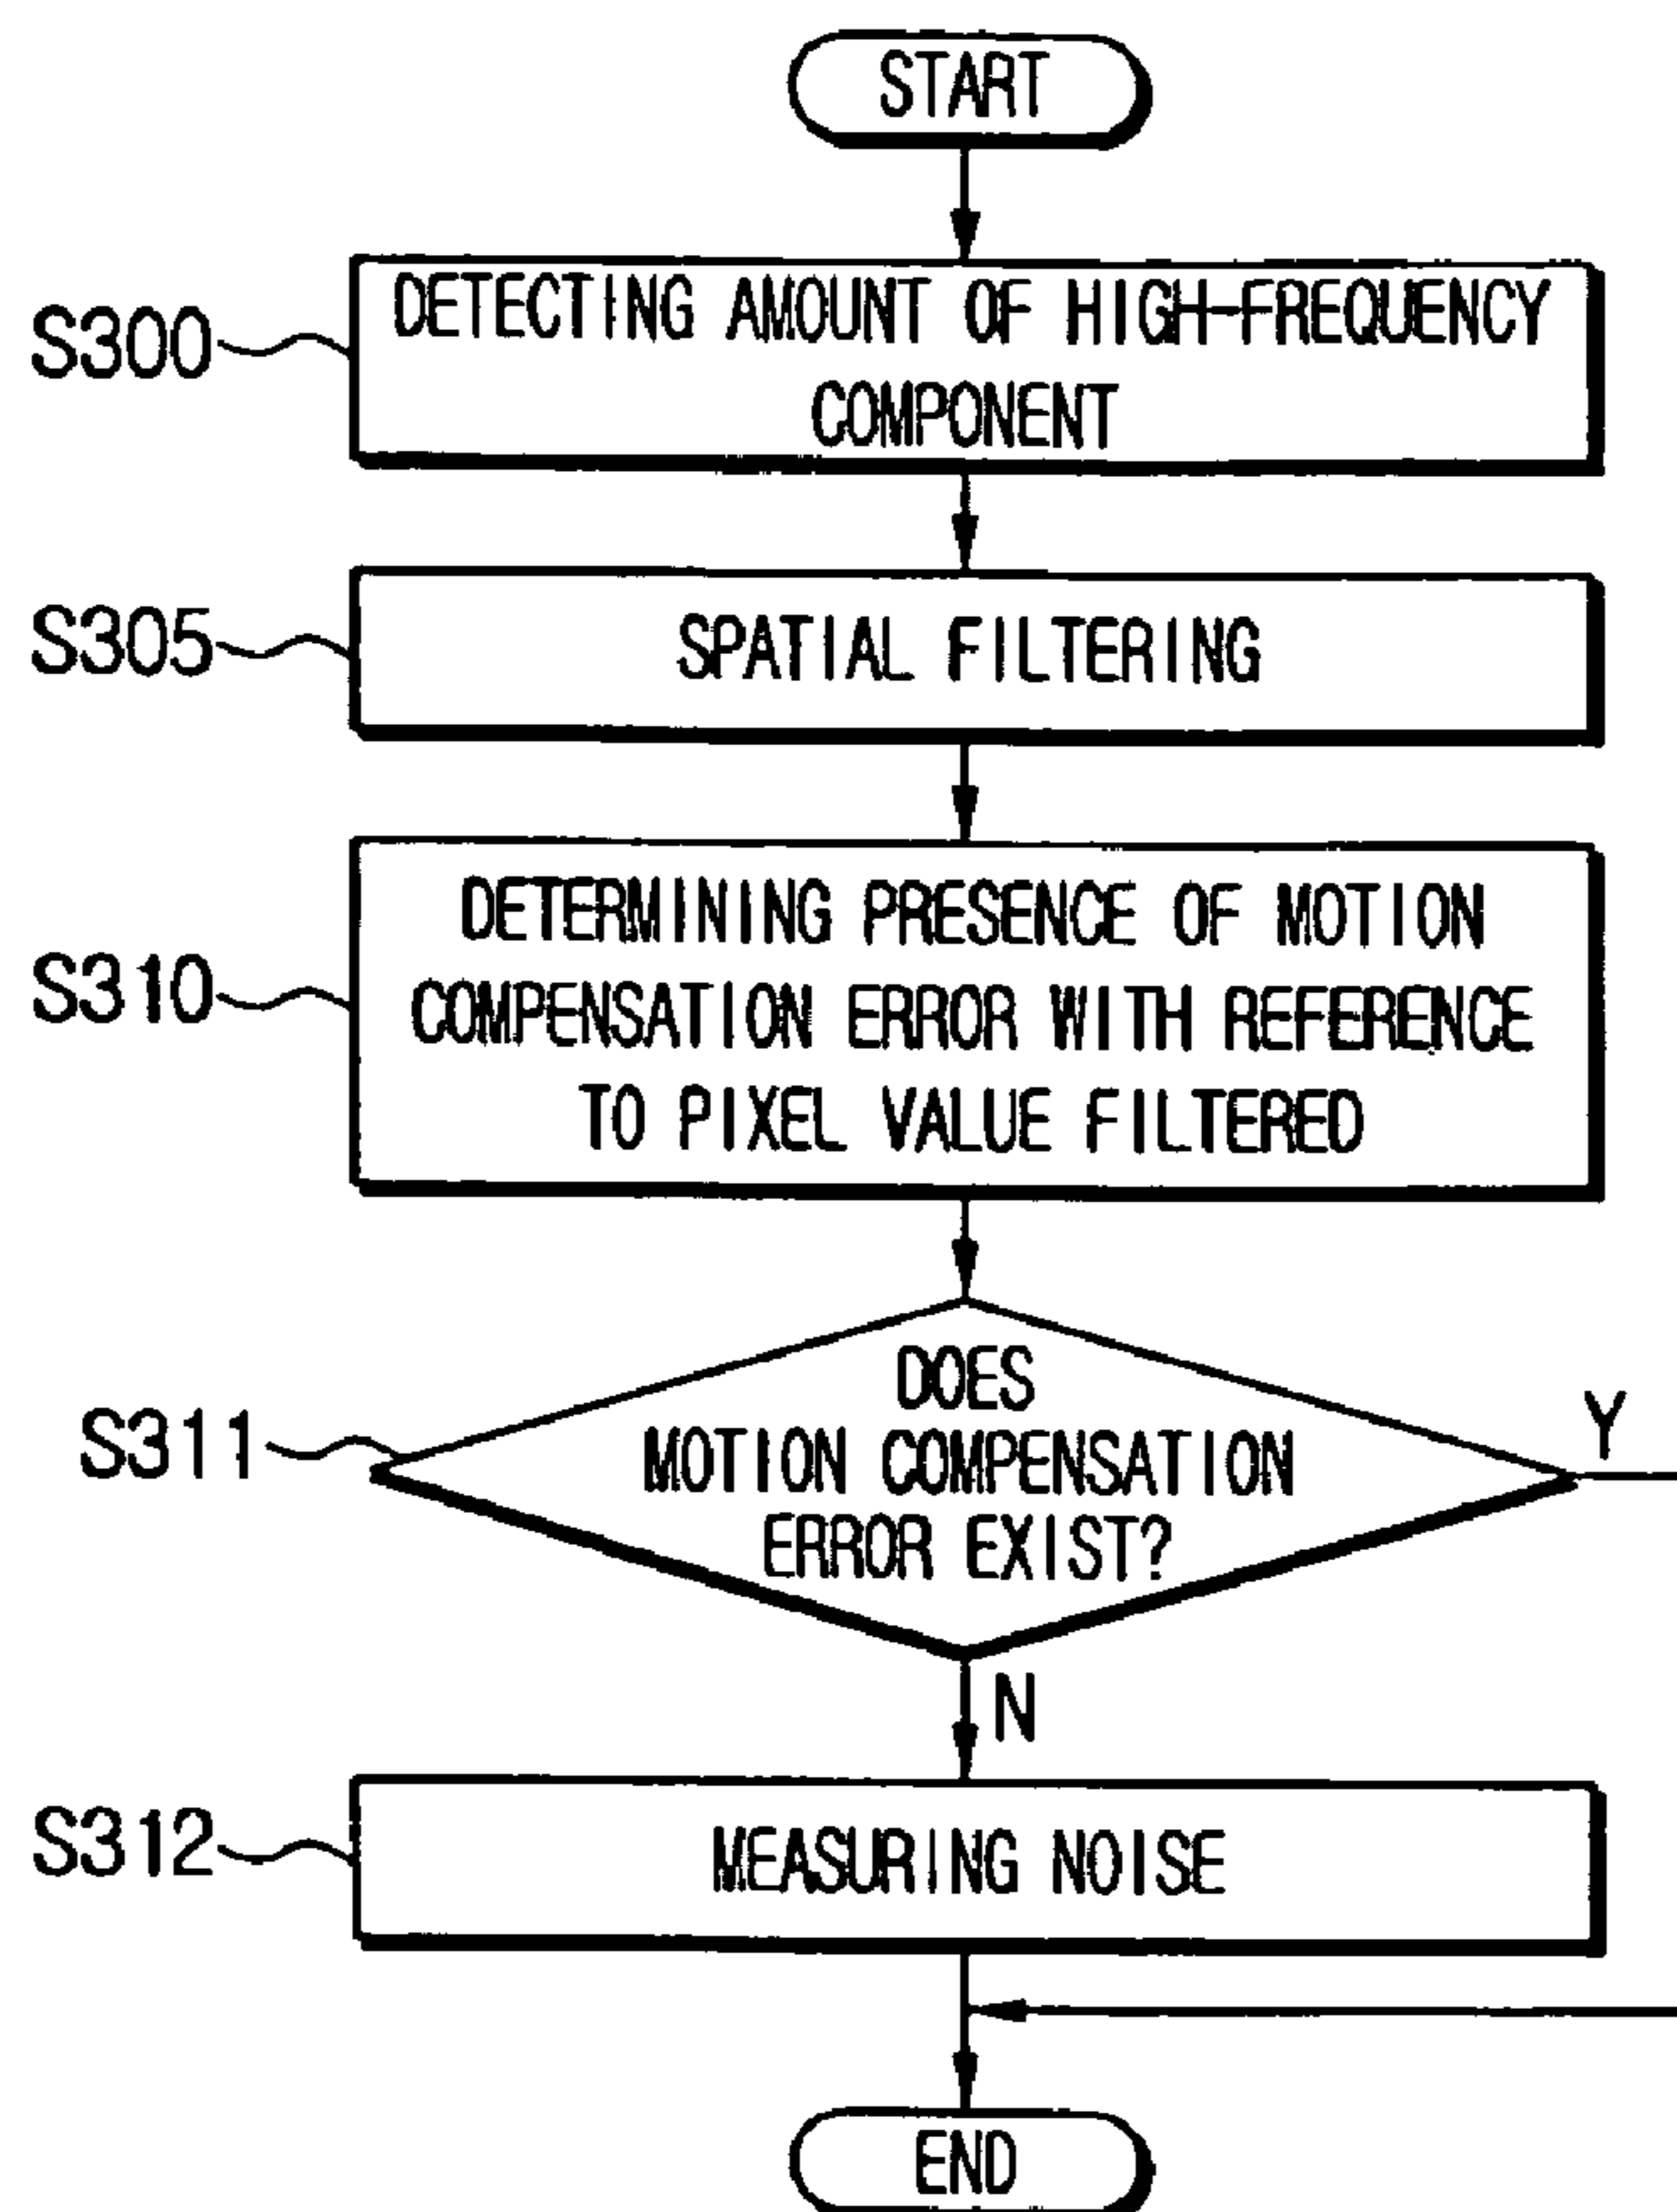 START
S300
DETECTING AMOUNT OF HIGH-FREQUENCY
COMPONENT
S305
SPATIAL FILTERING
S310
DETERMINING PRESENCE OF MOTION
COMPENSATION ERROR WITH REFERENCE
TO PIXEL VALUE FILTERED
S311
DOES
MOTION COMPENSATION
ERROR EXIST?
Y
N
S312
MEASURING NOISE
END